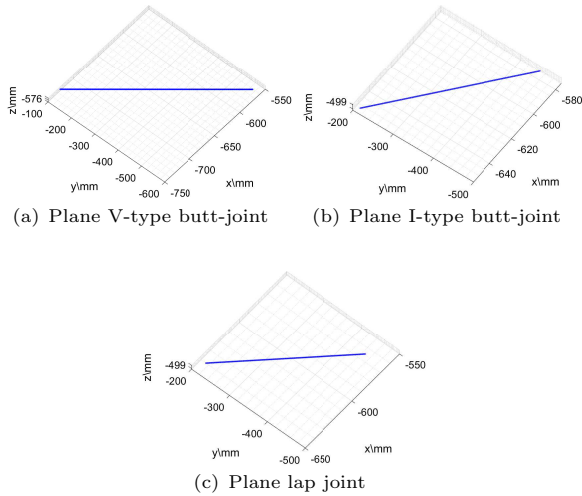 z\mm
-576
-100
-200
-300
-400
-500
-600
y\mm
-550
-600
-650
-700
-750
x\mm
(a) Plane V-type butt-joint
z\mm
-499
-200
-300
-400
-500
y\mm
-580
-600
-620
-640
x\mm
(b) Plane I-type butt-joint
z\mm
-499
-200
-300
-400
-500
y\mm
-550
-600
-650
x\mm
(c) Plane lap joint